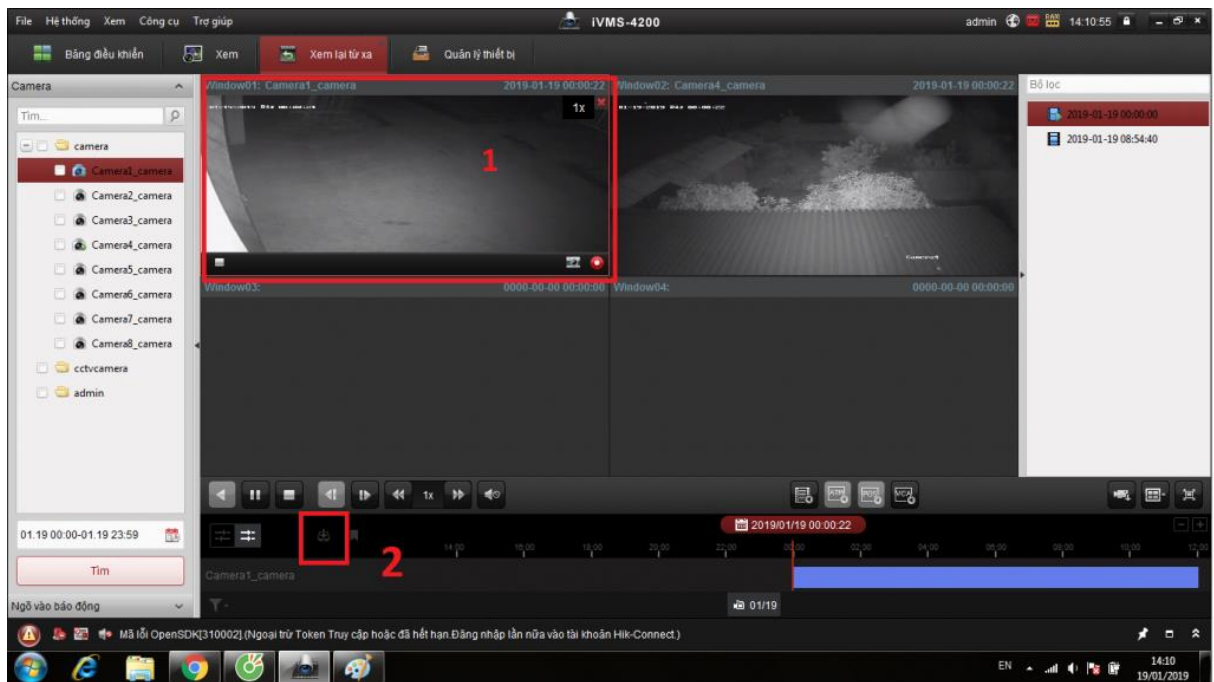 File Hệ thống Xem Công cụ Trợ giúp
iVMS-4200
admin 14:10:55
Bảng điều khiển Xem Xem lại từ xa Quản lý thiết bị
Camera
Window01: Camera1_camera 2019-01-19 00:00:22
Window02: Camera4_camera 2019-01-19 00:00:22
Bộ lọc
Tìm...
1x
2019-01-19 00:00:00
camera
1
2019-01-19 08:54:40
Camera1_camera
Camera2_camera
Camera3_camera
Camera4_camera
Camera5_camera
Camera6_camera
Camera7_camera
Camera8_camera
cctvcamera
admin
Window03: 0000-00-00 00:00:00
Window04: 0000-00-00 00:00:00
1x
ATM POS VCA
01.19 00:00-01.19 23:59
2019/01/19 00:00:22
2
14:00 16:00 18:00 20:00 22:00 00:00 02:00 04:00 06:00 08:00 10:00 12:00
Tìm
Camera1_camera
Ngõ vào báo động
01/19
Mã lỗi OpenSDK[310002].(Ngoại trừ Token Truy cập hoặc đã hết hạn.Đăng nhập lần nữa vào tài khoản Hik-Connect.)
EN
14:10
19/01/2019